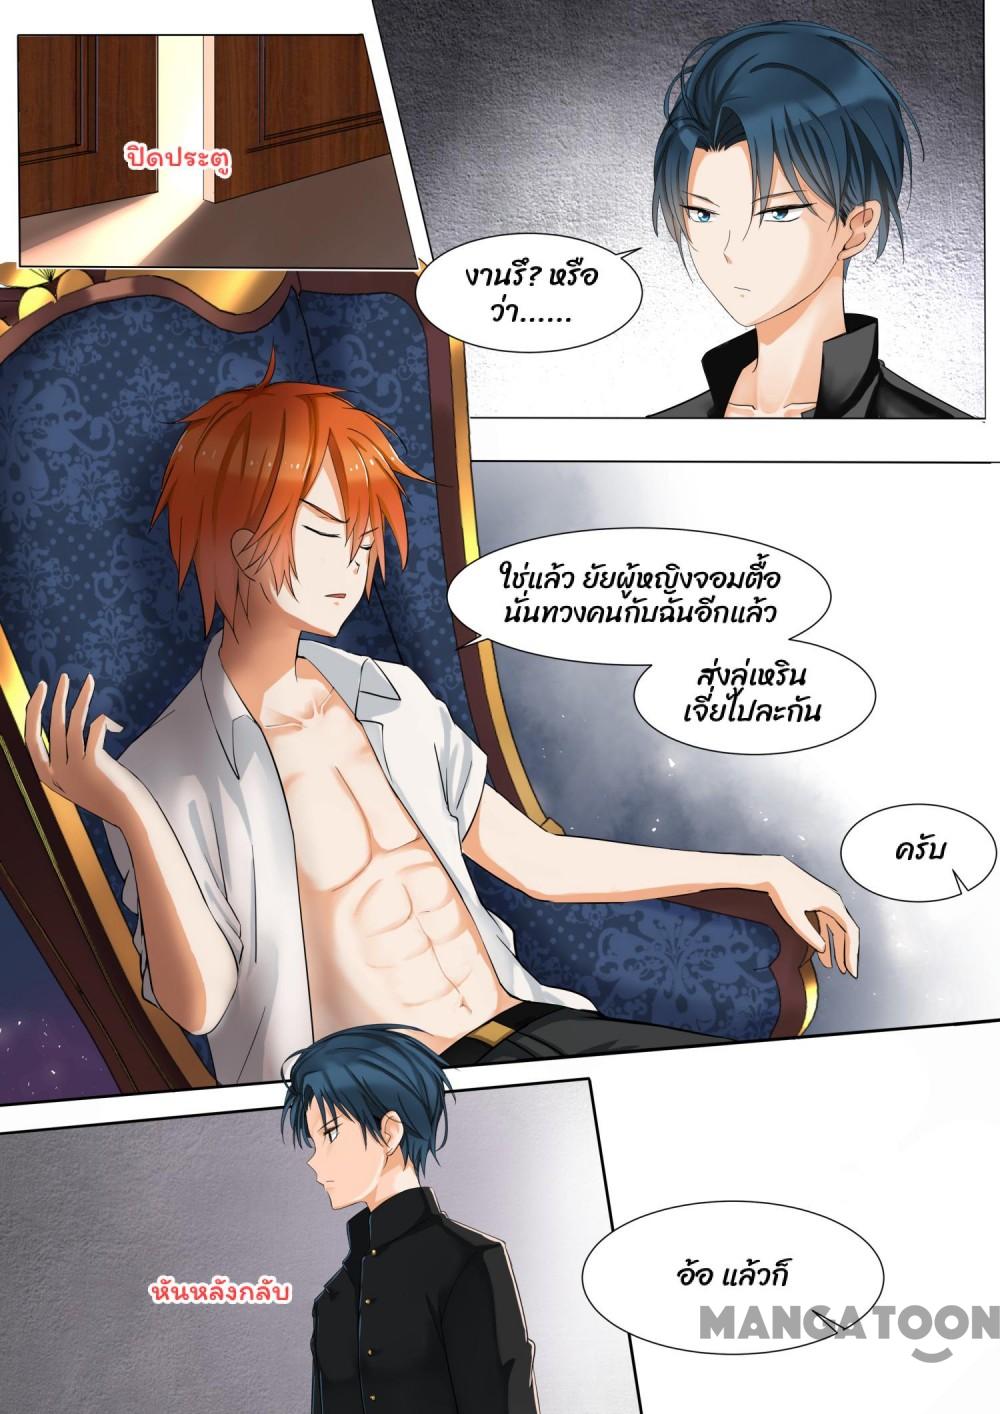 ปิดประตู
งานรึ? หรือ
ว่า......
ใช่แล้ว ยัยผู้หญิงจอมตื้อ
นั่นทวงคนกับฉันอีกแล้ว
ส่งลู่เหริน
เจี่ยไปละกัน
ครับ
หันหลังกลับ
อ้อ แล้วก็
MANGATOON